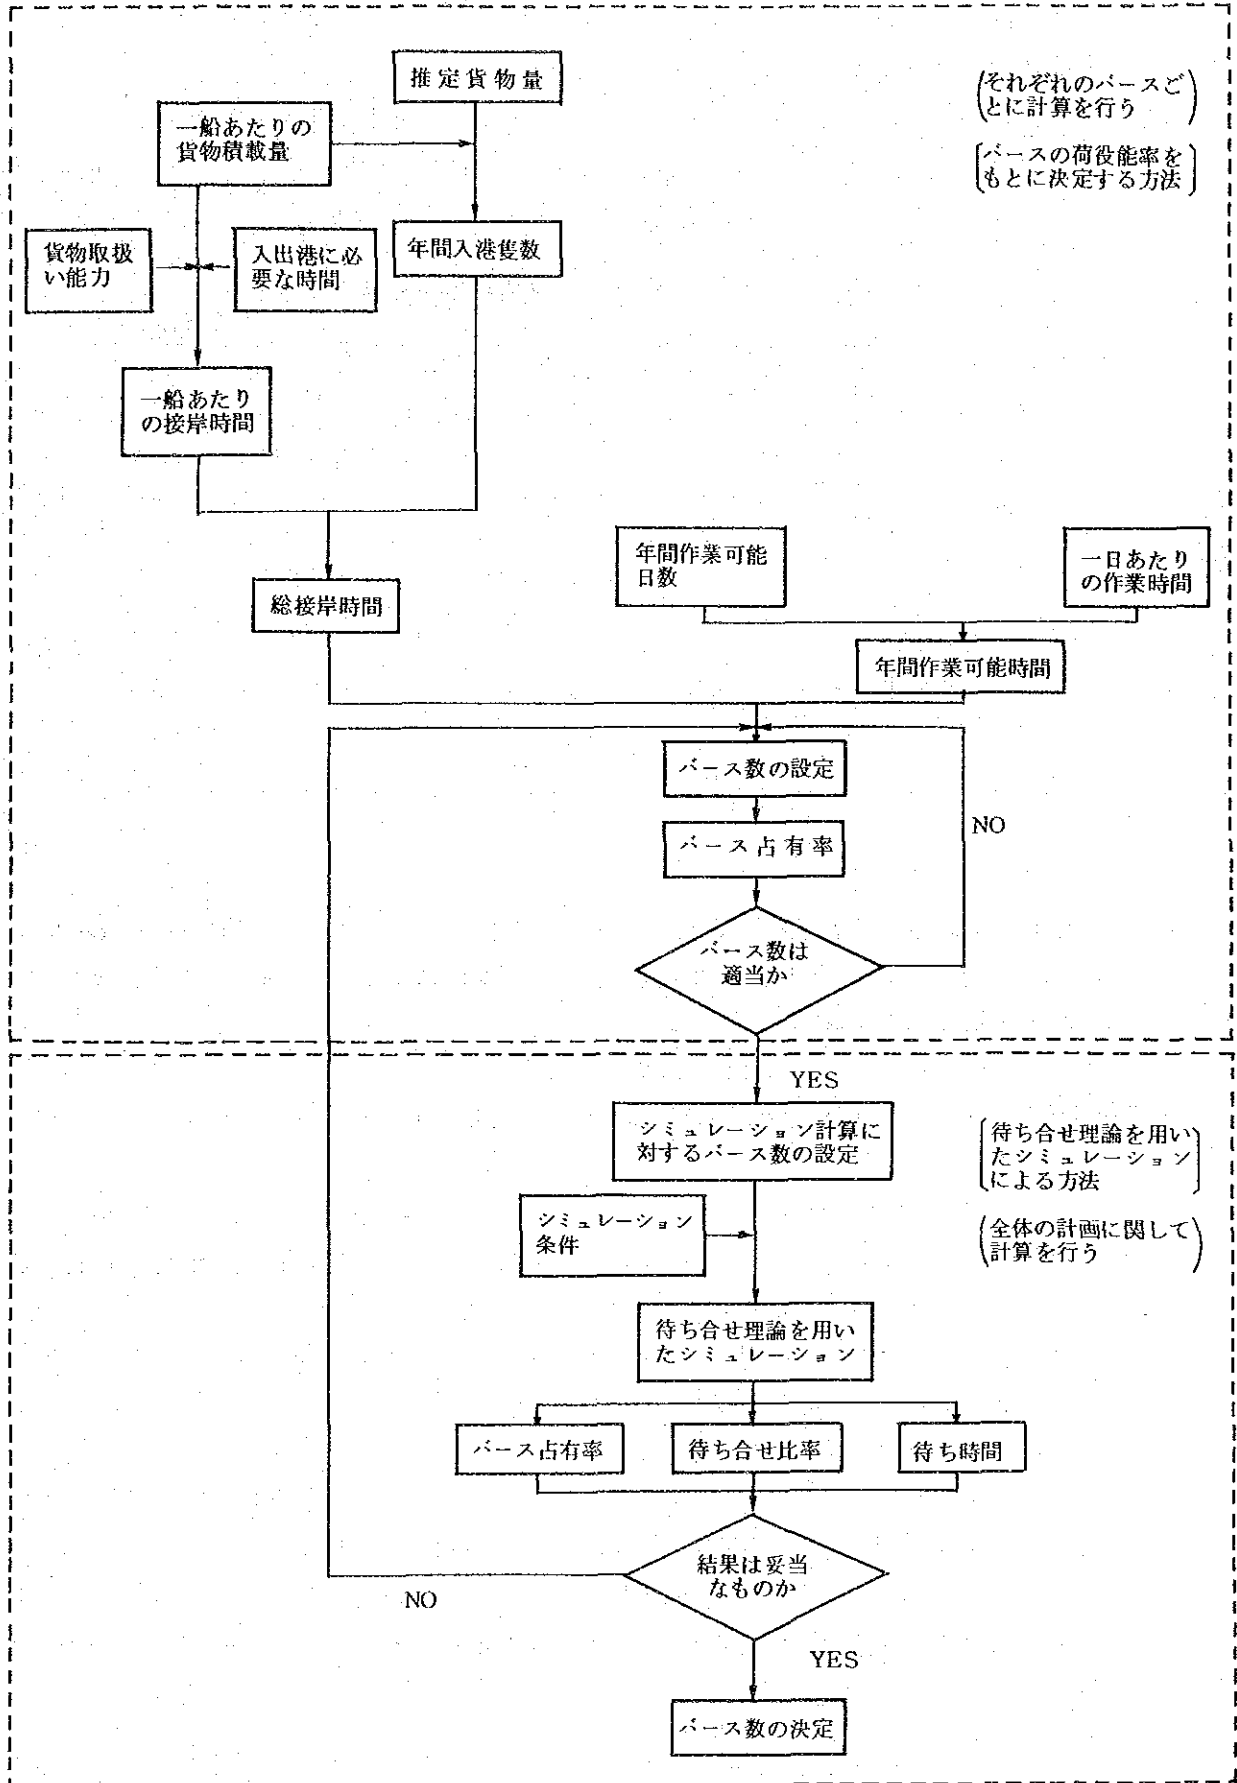 推定貨物量
一船あたりの
貨物積載量
(それぞれのバースご
とに計算を行う)
[バースの荷役能率を
もとに決定する方法]
貨物取扱
い能力
入出港に必
要な時間
年間入港隻数
一船あたり
の接岸時間
年間作業可能
日数
一日あたり
の作業時間
総接岸時間
年間作業可能時間
バース数の設定
NO
バース占有率
バース数は
適当か
YES
シミュレーション計算に
対するバース数の設定
[待ち合せ理論を用い
たシミュレーション
による方法]
シミュレーション
条件
(全体の計画に関して
計算を行う)
待ち合せ理論を用い
たシミュレーション
バース占有率
待ち合せ比率
待ち時間
結果は妥当
なものか
NO
YES
バース数の決定